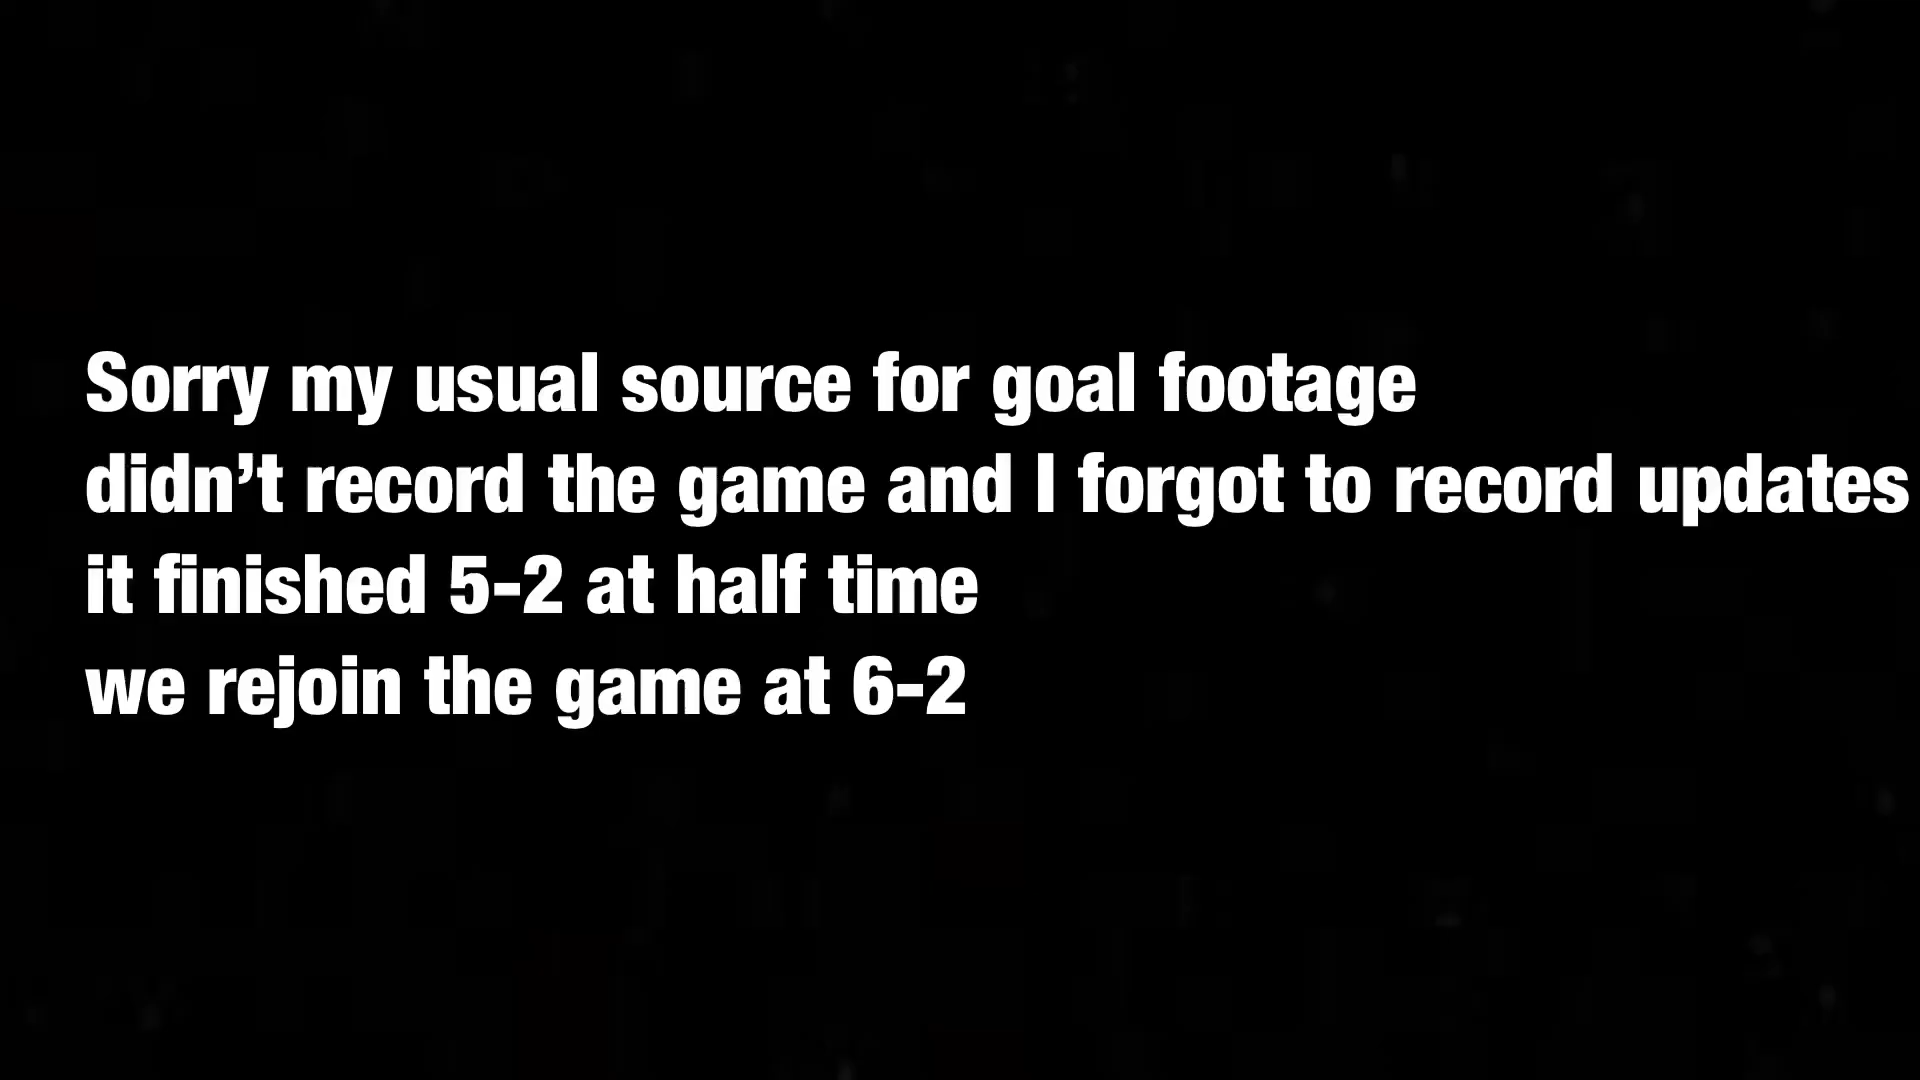 Sorry my usual source for goal footage
didn’t record the game and I forgot to record updates
it finished 5-2 at half time
we rejoin the game at 6-2